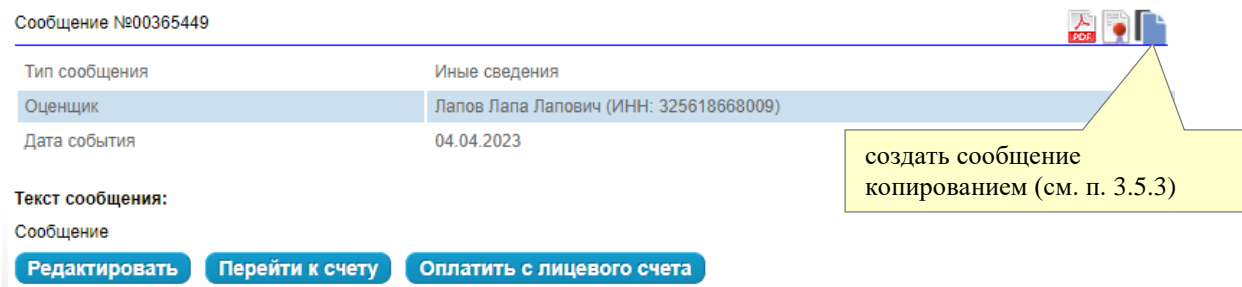 Сообщение №00365449
PDF
Тип сообщения Иные сведения
Оценщик Лапов Лапа Лапович (ИНН: 325618668009)
Дата события 04.04.2023
создать сообщение
копированием (см. п. 3.5.3)
Текст сообщения:
Сообщение
Редактировать Перейти к счету Оплатить с лицевого счета